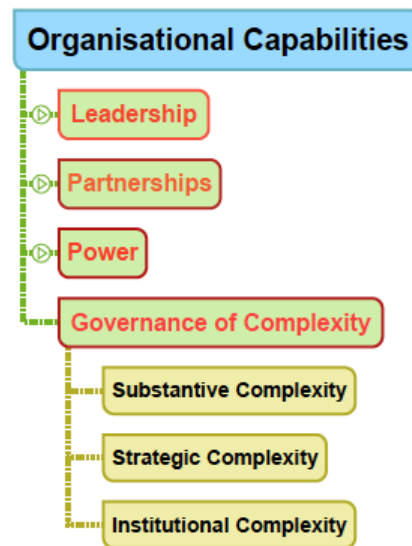 Organisational Capabilities
Leadership
Partnerships
Power
Governance of Complexity
Substantive Complexity
Strategic Complexity
Institutional Complexity